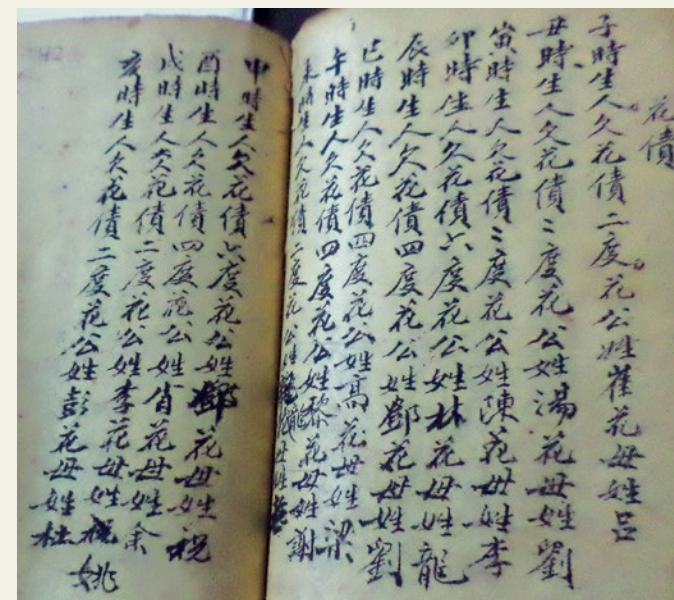 花債
子時生人欠花債二度花公姓崔花母姓呂
丑時生人欠花債三度花公姓湯花母姓劉
寅時生人欠花債三度花公姓陳花母姓李
卯時生人欠花債六度花公姓林花母姓龍
辰時生人欠花債四度花公姓鄧花母姓劉
巳時生人欠花債四度花公姓高花母姓梁
午時生人欠花債四度花公姓黎花母姓謝
未時生人欠花債二度花公姓龍花母姓
申時生人欠花債六度花公姓鄧花母姓祝
酉時生人欠花債四度花公姓肖花母姓余
戌時生人欠花債二度花公姓李花母姓祝 姚
亥時生人欠花債二度花公姓彭花母姓杜
42